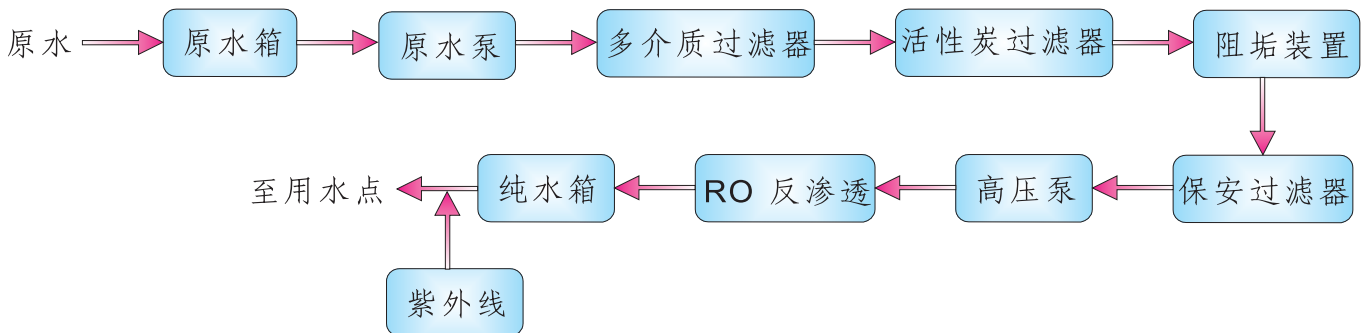 原水
原水箱
原水泵
多介质过滤器
活性炭过滤器
阻垢装置
保安过滤器
高压泵
RO 反渗透
纯水箱
至用水点
紫外线